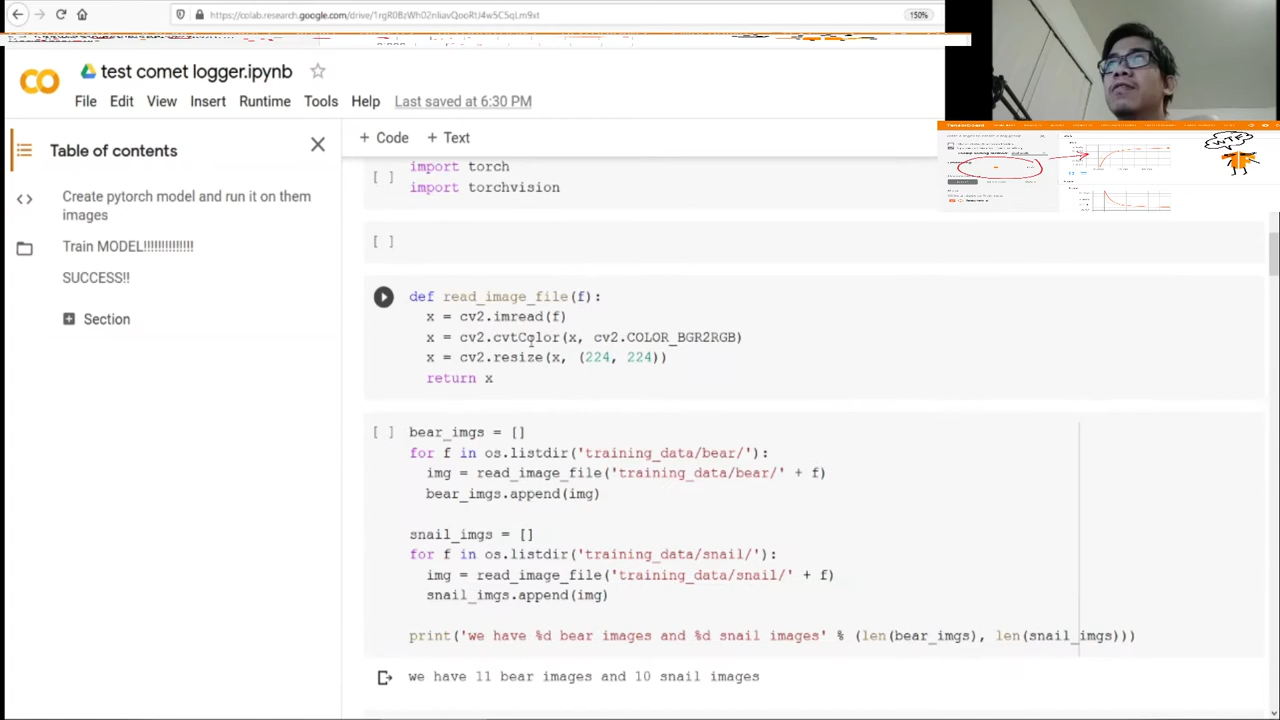 https://colab.research.google.com/drive/1rgR0BzWh02nliavQooRtJ4w5C5qLm9xt
150%
test comet logger.ipynb
File Edit View Insert Runtime Tools Help Last saved at 6:30 PM
+ Code + Text
Table of contents
Create pytorch model and run it on them
images
Train MODEL!!!!!!!!!!!!!!
SUCCESS!!
Section
[ ] import torch
import torchvision
[ ]
def read_image_file(f):
x = cv2.imread(f)
x = cv2.cvtColor(x, cv2.COLOR_BGR2RGB)
x = cv2.resize(x, (224, 224))
return x
[ ] bear_imgs = []
for f in os.listdir('training_data/bear/'):
img = read_image_file('training_data/bear/' + f)
bear_imgs.append(img)
snail_imgs = []
for f in os.listdir('training_data/snail/'):
img = read_image_file('training_data/snail/' + f)
snail_imgs.append(img)
print('we have %d bear images and %d snail images' % (len(bear_imgs), len(snail_imgs)))
we have 11 bear images and 10 snail images